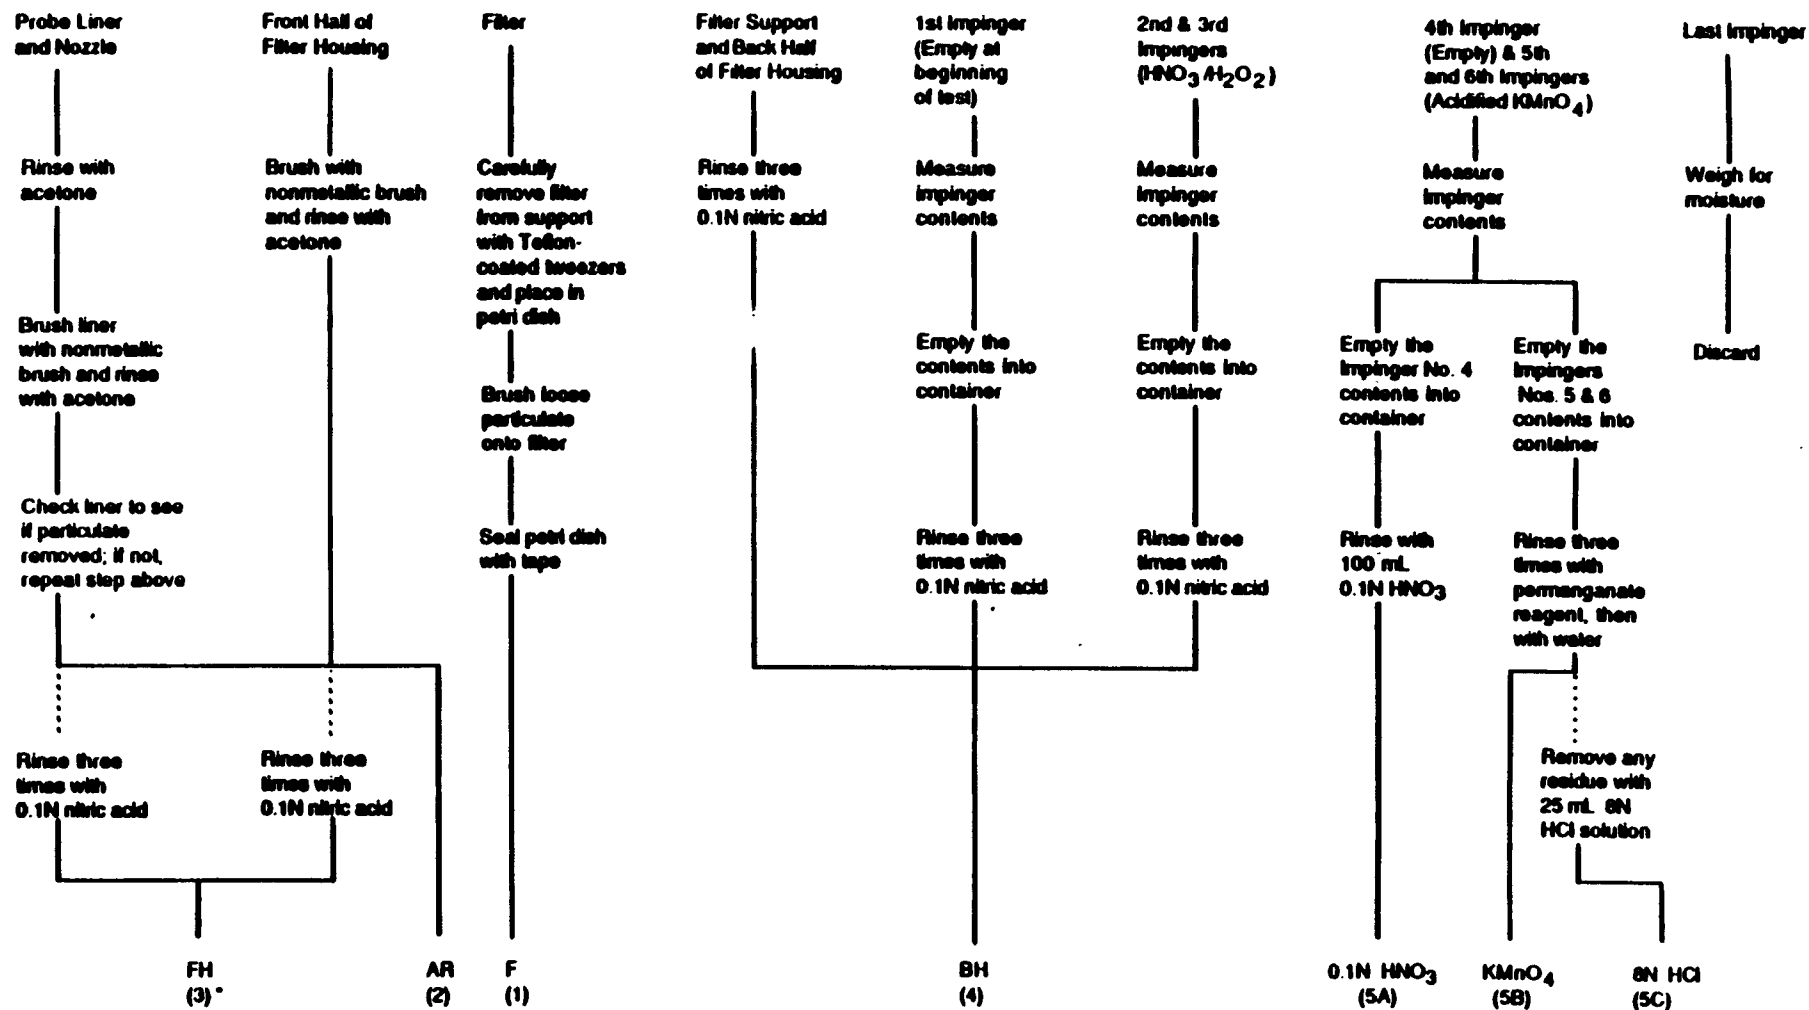 Probe Liner
and Nozzle
Rinse with
acetone
Brush liner
with nonmetallic
brush and rinse
with acetone
Check liner to see
if particulate
removed; if not,
repeat step above
Rinse three
times with
0.1N nitric acid
Front Half of
Filter Housing
Brush with
nonmetallic brush
and rinse with
acetone
Rinse three
times with
0.1N nitric acid
FH
(3)*
AR
(2)
Filter
Carefully
remove filter
from support
with Teflon-
coated tweezers
and place in
petri dish
Brush loose
particulate
onto filter
Seal petri dish
with tape
F
(1)
Filter Support
and Back Half
of Filter Housing
Rinse three
times with
0.1N nitric acid
1st Impinger
(Empty at
beginning
of test)
Measure
impinger
contents
Empty the
contents into
container
Rinse three
times with
0.1N nitric acid
2nd & 3rd
Impingers
(HNO3/H2O2)
Measure
Impinger
contents
Empty the
contents into
container
Rinse three
times with
0.1N nitric acid
BH
(4)
4th Impinger
(Empty) & 5th
and 6th Impingers
(Acidified KMnO4)
Measure
Impinger
contents
Empty the
Impinger No. 4
contents into
container
Rinse with
100 mL
0.1N HNO3
0.1N HNO3
(5A)
Empty the
Impingers
Nos. 5 & 6
contents into
container
Rinse three
times with
permanganate
reagent, then
with water
KMnO4
(5B)
Remove any
residue with
25 mL 8N
HCl solution
8N HCl
(5C)
Last Impinger
Weigh for
moisture
Discard